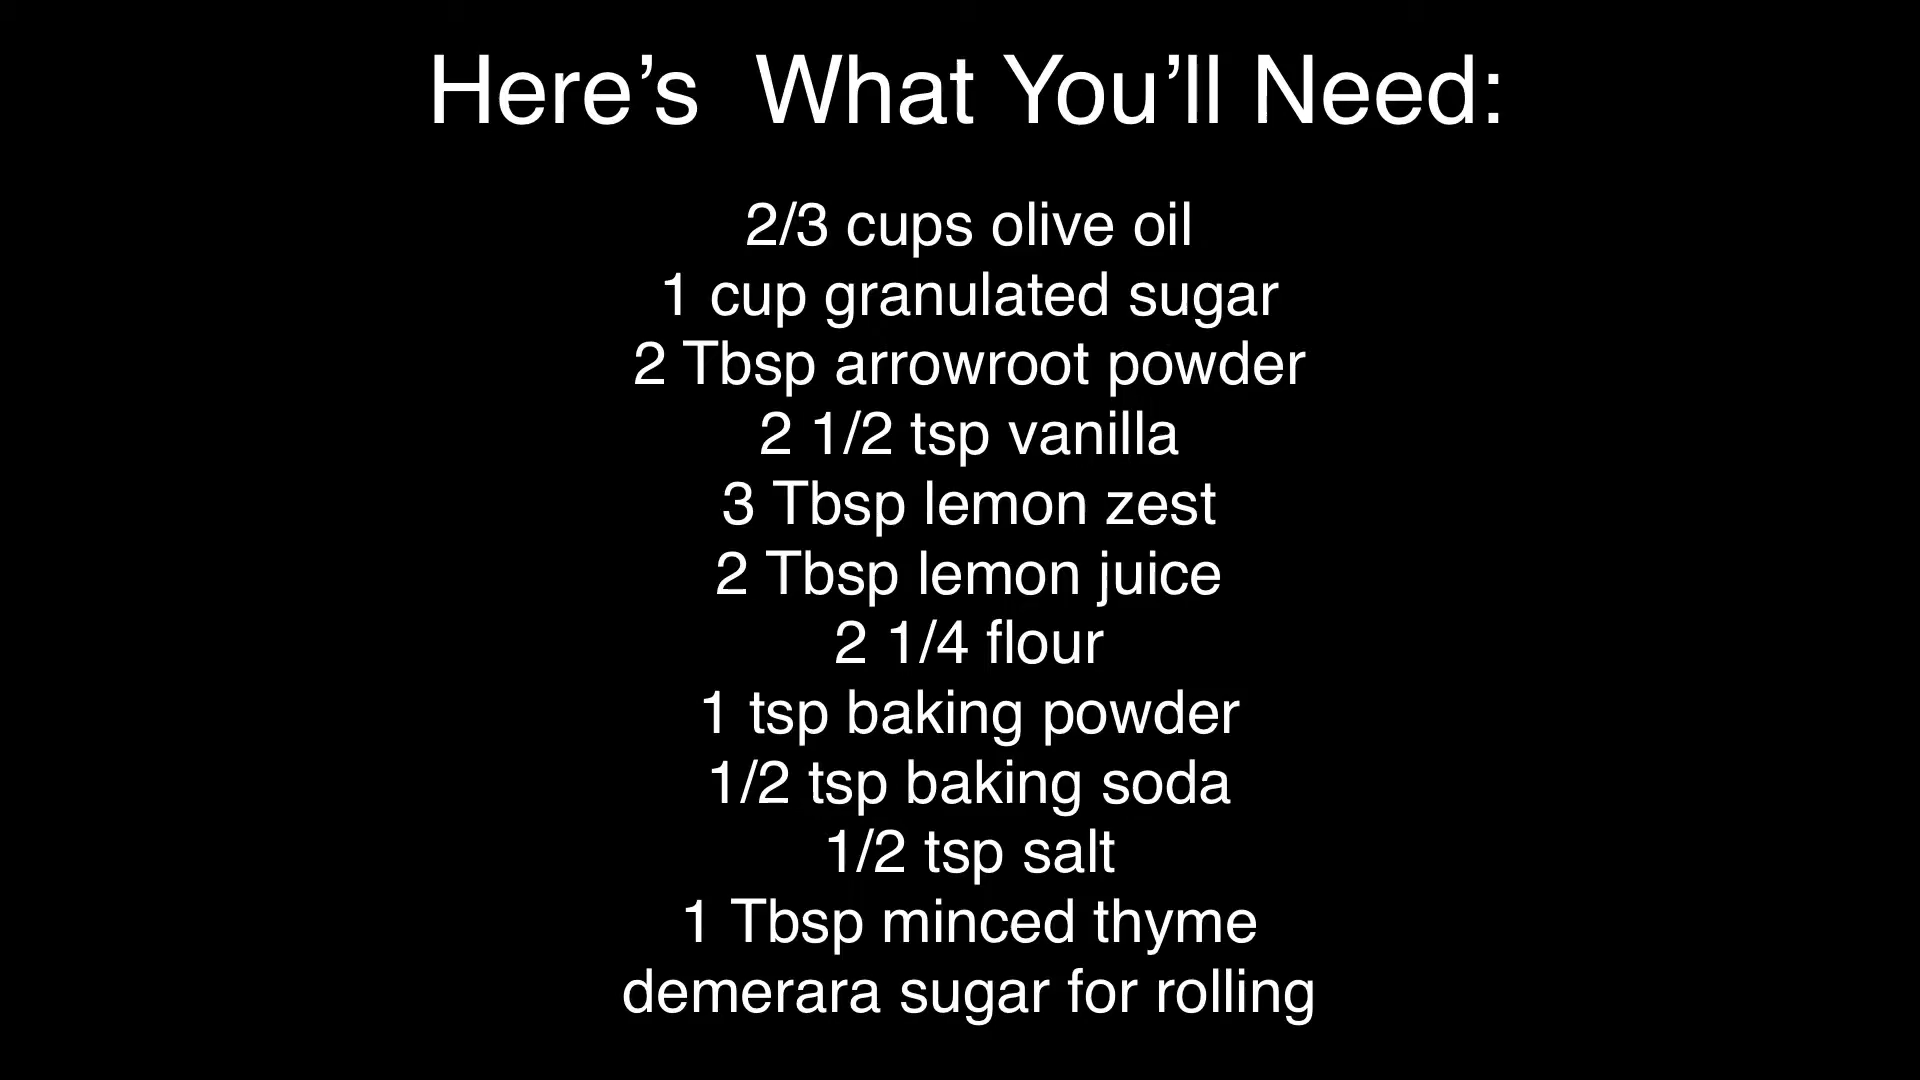 Here’s  What You’ll Need:
2/3 cups olive oil
1 cup granulated sugar
2 Tbsp arrowroot powder
2 1/2 tsp vanilla
3 Tbsp lemon zest
2 Tbsp lemon juice
2 1/4 flour
1 tsp baking powder
1/2 tsp baking soda
1/2 tsp salt
1 Tbsp minced thyme
demerara sugar for rolling